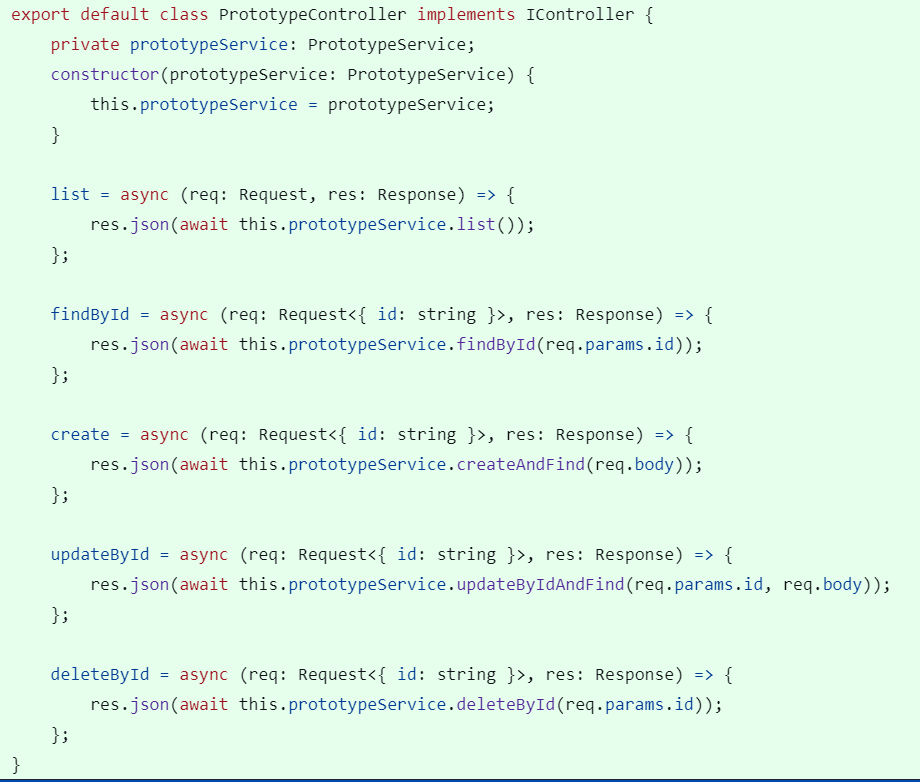 export default class PrototypeController implements IController {
    private prototypeService: PrototypeService;
    constructor(prototypeService: PrototypeService) {
        this.prototypeService = prototypeService;
    }

    list = async (req: Request, res: Response) => {
        res.json(await this.prototypeService.list());
    };

    findById = async (req: Request<{ id: string }>, res: Response) => {
        res.json(await this.prototypeService.findById(req.params.id));
    };

    create = async (req: Request<{ id: string }>, res: Response) => {
        res.json(await this.prototypeService.createAndFind(req.body));
    };

    updateById = async (req: Request<{ id: string }>, res: Response) => {
        res.json(await this.prototypeService.updateByIdAndFind(req.params.id, req.body));
    };

    deleteById = async (req: Request<{ id: string }>, res: Response) => {
        res.json(await this.prototypeService.deleteById(req.params.id));
    };
}